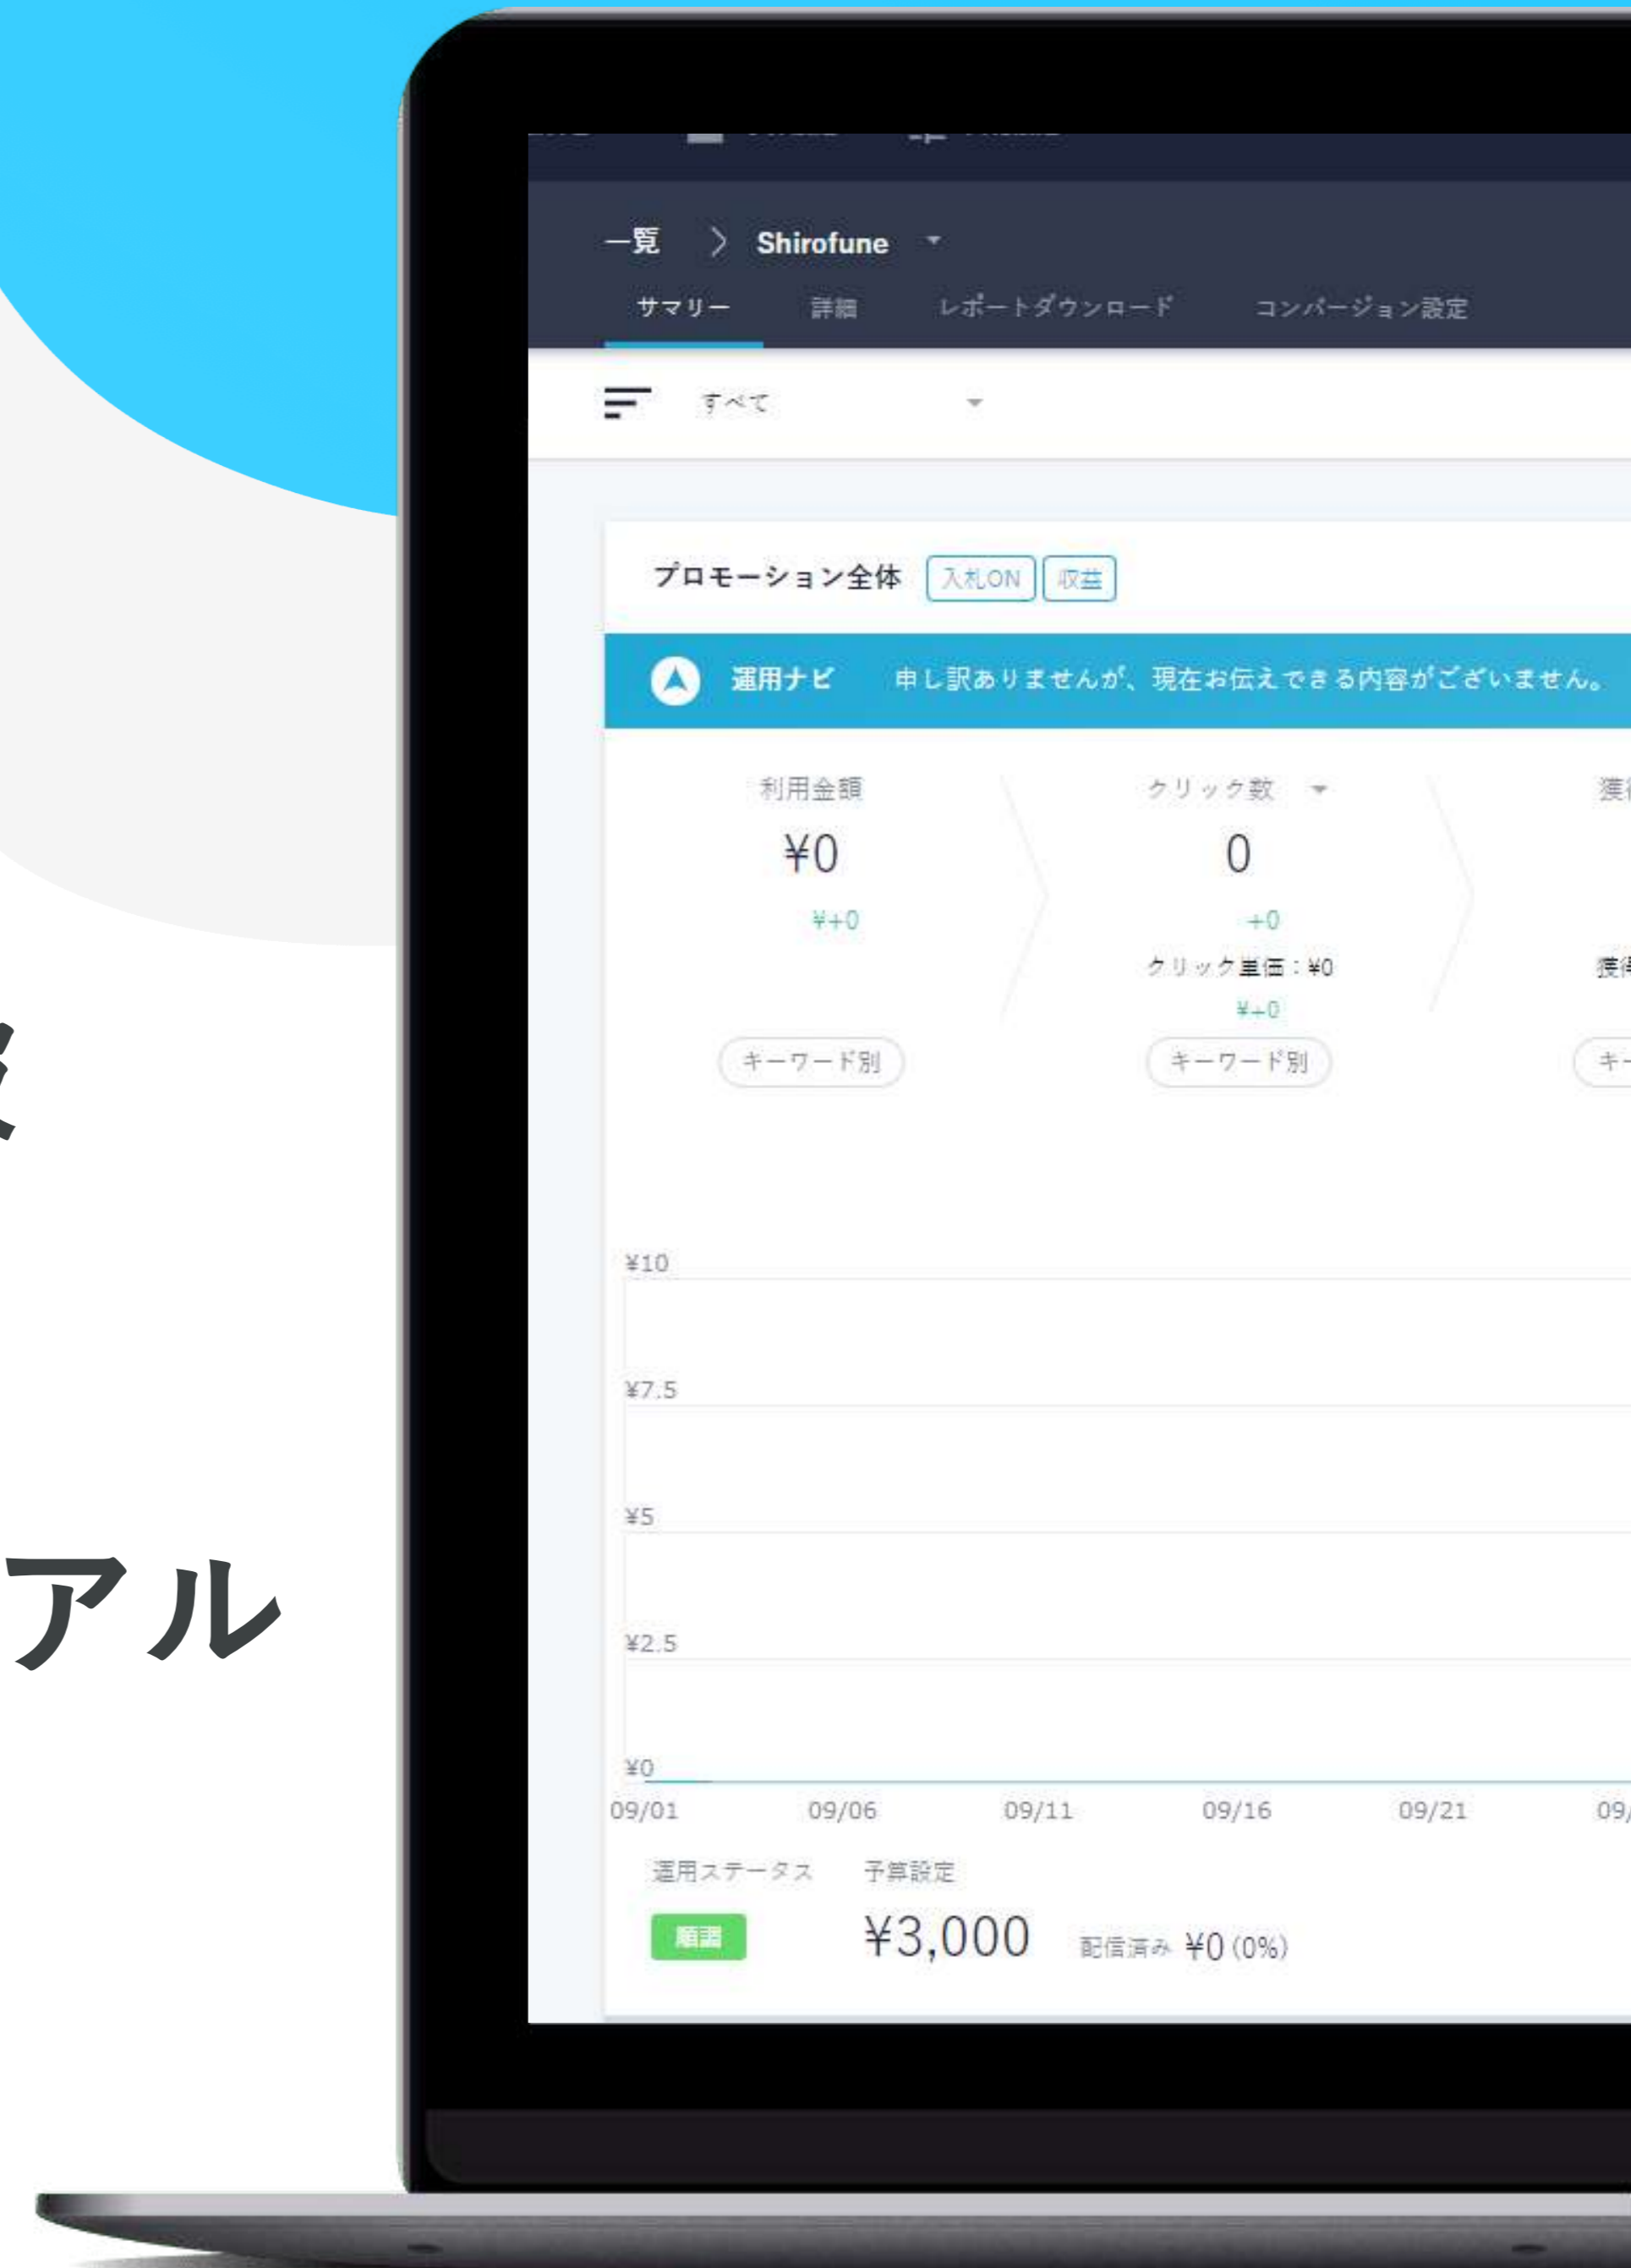 一覧 > Shirofune
サマリー 詳細 レポートダウンロード コンバージョン設定
すべて
プロモーション全体 入札ON 収益
運用ナビ 申し訳ありませんが、現在お伝えできる内容がございません。
利用金額 クリック数 獲得
¥0 0
¥+0 +0
クリック単価：¥0 獲得
¥+0
キーワード別 キーワード別 キー
¥10
¥7.5
¥5
アル
¥2.5
¥0
09/01 09/06 09/11 09/16 09/21 09/
運用ステータス 予算設定
順調 ¥3,000 配信済み ¥0 (0%)